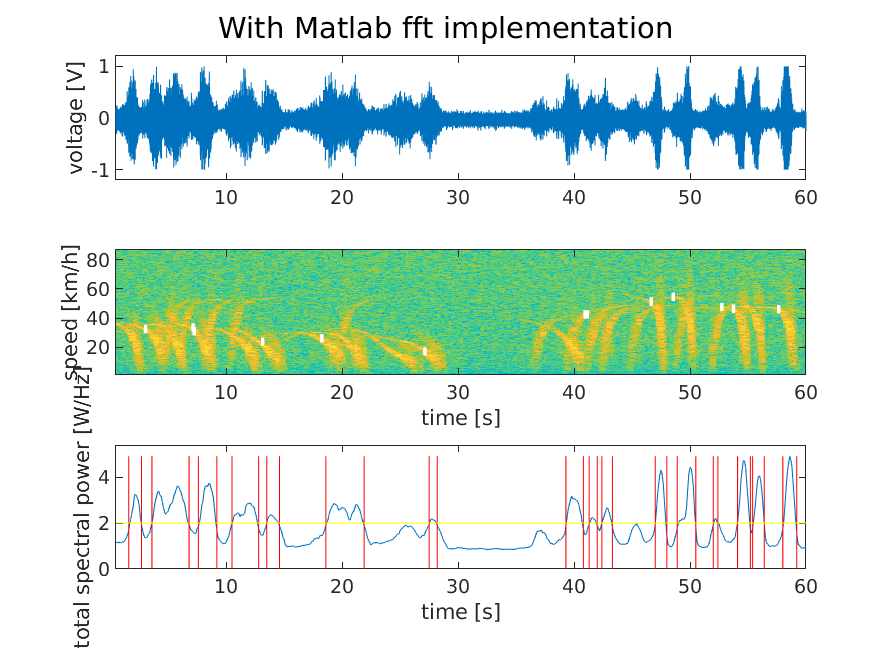 With Matlab fft implementation
voltage [V]
1
0
-1
10 20 30 40 50 60
speed [km/h]
80
60
40
20
10 20 30 40 50 60
time [s]
total spectral power [W/Hz]
4
2
0
10 20 30 40 50 60
time [s]